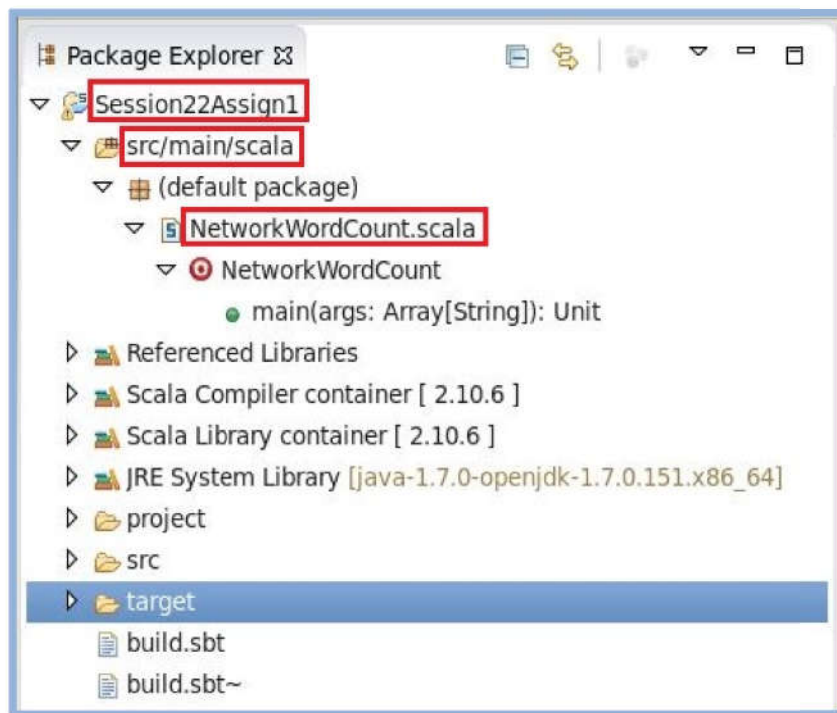 Package Explorer
Session22Assign1
src/main/scala
(default package)
NetworkWordCount.scala
NetworkWordCount
main(args: Array[String]): Unit
Referenced Libraries
Scala Compiler container [ 2.10.6 ]
Scala Library container [ 2.10.6 ]
JRE System Library [java-1.7.0-openjdk-1.7.0.151.x86_64]
project
src
target
build.sbt
build.sbt~